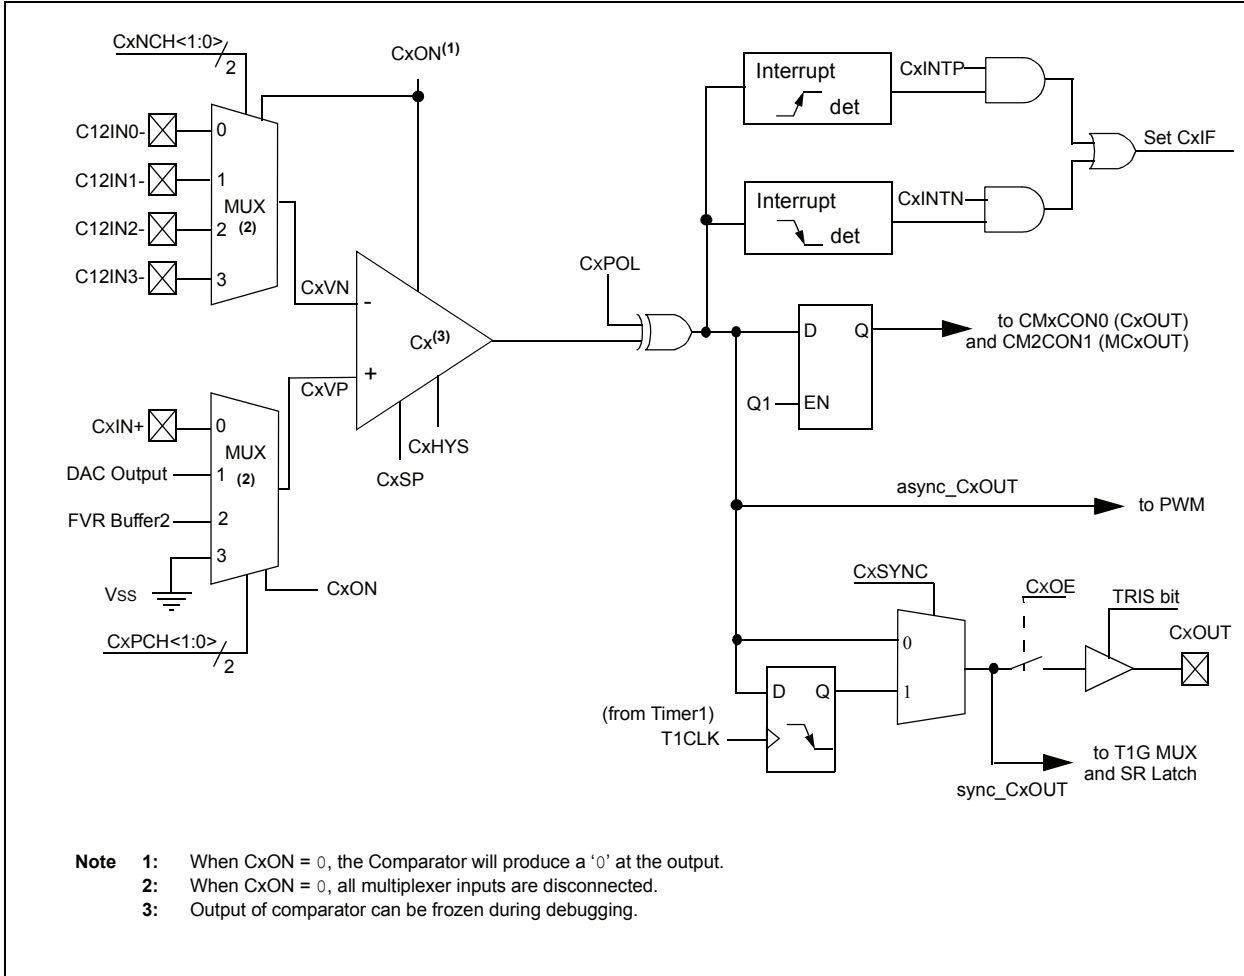 CxNCH<1:0>
2
CxON(1)
C12IN0-
0
C12IN1-
1
MUX
(2)
C12IN2-
2
C12IN3-
3
CxVN
-
Cx(3)
+
CxVP
CxHYS
CxSP
CxIN+
0
MUX
(2)
DAC Output
1
FVR Buffer2
2
3
Vss
CxON
CxPCH<1:0>
2
CxPOL
Interrupt
det
CxINTP
Set CxIF
Interrupt
det
CxINTN
D
Q
Q1
EN
to CMxCON0 (CxOUT)
and CM2CON1 (MCxOUT)
async_CxOUT
to PWM
CxSYNC
0
1
CxOE
TRIS bit
CxOUT
D
Q
(from Timer1)
T1CLK
to T1G MUX
and SR Latch
sync_CxOUT
Note 1: When CxON = 0, the Comparator will produce a ‘0’ at the output.
2: When CxON = 0, all multiplexer inputs are disconnected.
3: Output of comparator can be frozen during debugging.